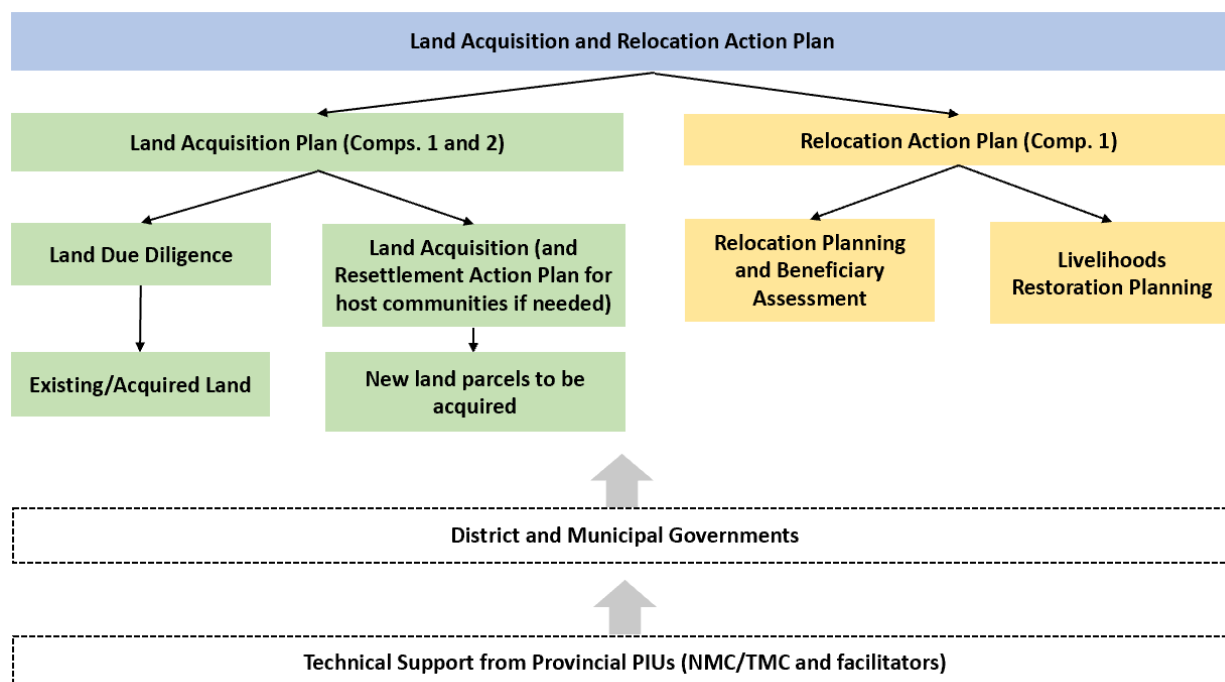 Land Acquisition and Relocation Action Plan
Land Acquisition Plan (Comps. 1 and 2)
Relocation Action Plan (Comp. 1)
Land Due Diligence
Land Acquisition (and
Resettlement Action Plan for
host communities if needed)
Relocation Planning
and Beneficiary
Assessment
Livelihoods
Restoration Planning
Existing/Acquired Land
New land parcels to be
acquired
District and Municipal Governments
Technical Support from Provincial PIUs (NMC/TMC and facilitators)